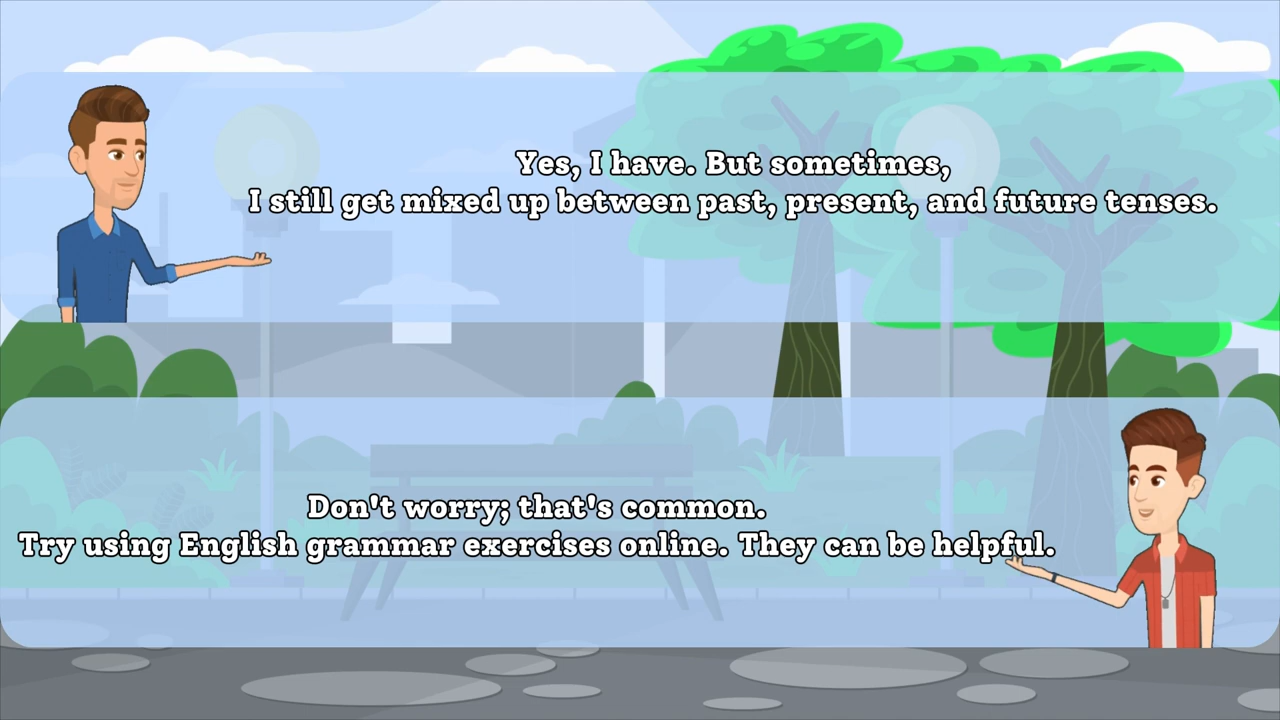 Yes, I have. But sometimes,
I still get mixed up between past, present, and future tenses.
Don't worry; that's common.
Try using English grammar exercises online. They can be helpful.